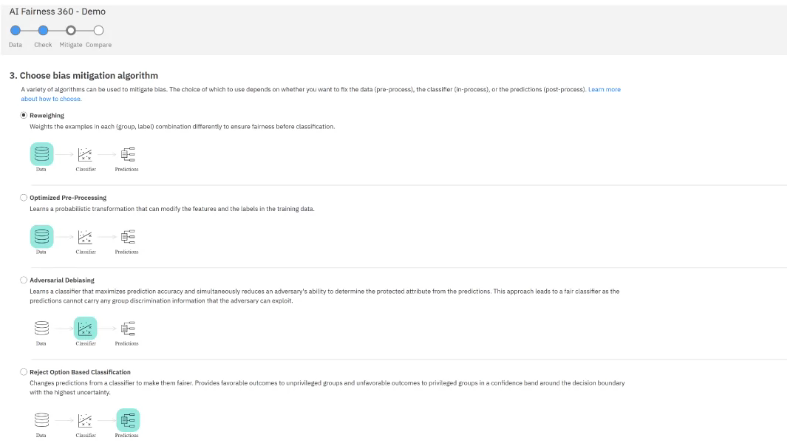 AI Fairness 360 - Demo
Data Check Mitigate Compare
3. Choose bias mitigation algorithm
A variety of algorithms can be used to mitigate bias. The choice of which to use depends on whether you want to fix the data (pre-process), the classifier (in-process), or the predictions (post-process). Learn more
about how to choose.
Reweighing
Weights the examples in each (group, label) combination differently to ensure fairness before classification.
Data Classifier Predictions
Optimized Pre-Processing
Learns a probabilistic transformation that can modify the features and the labels in the training data.
Data Classifier Predictions
Adversarial Debiasing
Learns a classifier that maximizes prediction accuracy and simultaneously reduces an adversary's ability to determine the protected attribute from the predictions. This approach leads to a fair classifier as the
predictions cannot carry any group discrimination information that the adversary can exploit.
Data Classifier Predictions
Reject Option Based Classification
Changes predictions from a classifier to make them fairer. Provides favorable outcomes to unprivileged groups and unfavorable outcomes to privileged groups in a confidence band around the decision boundary
with the highest uncertainty.
Data Classifier Predictions